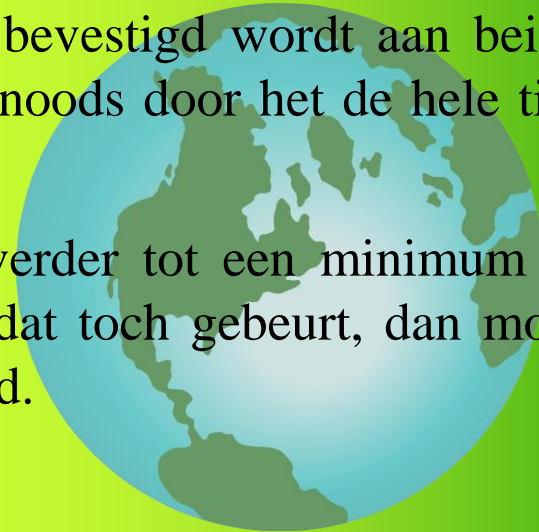 bevestigd wordt aan bei
noods door het de hele ti
verder tot een minimum
dat toch gebeurt, dan mo
d.